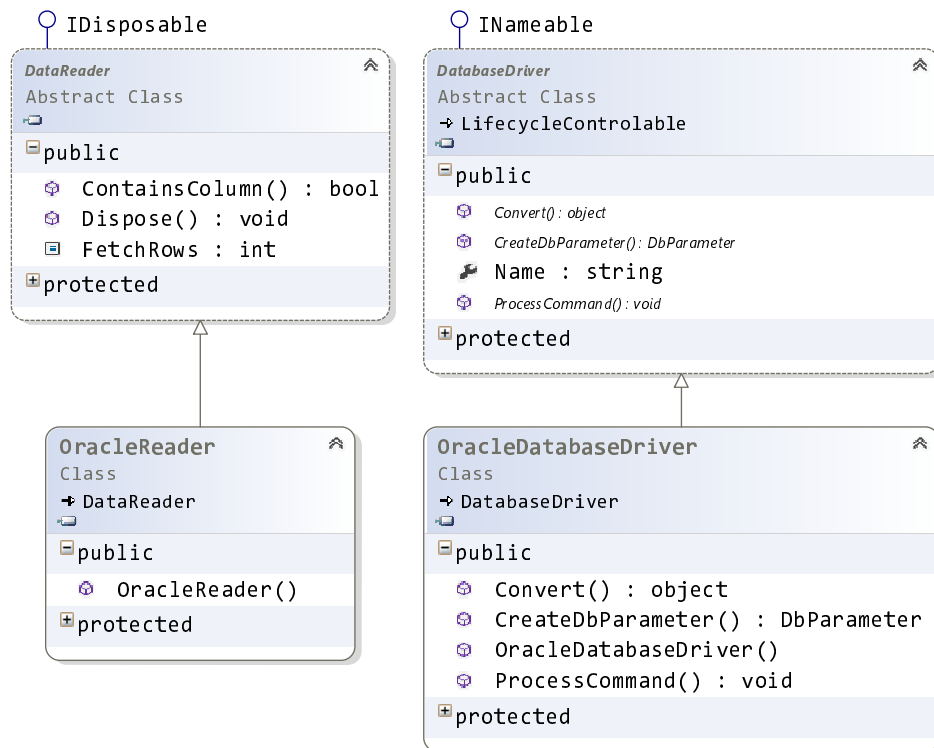 IDisposable
DataReader
Abstract Class
public
ContainsColumn() : bool
Dispose() : void
FetchRows : int
protected
INameable
DatabaseDriver
Abstract Class
LifecycleControlable
public
Convert() : object
CreateDbParameter() : DbParameter
Name : string
ProcessCommand() : void
protected
OracleReader
Class
DataReader
public
OracleReader()
protected
OracleDatabaseDriver
Class
DatabaseDriver
public
Convert() : object
CreateDbParameter() : DbParameter
OracleDatabaseDriver()
ProcessCommand() : void
protected